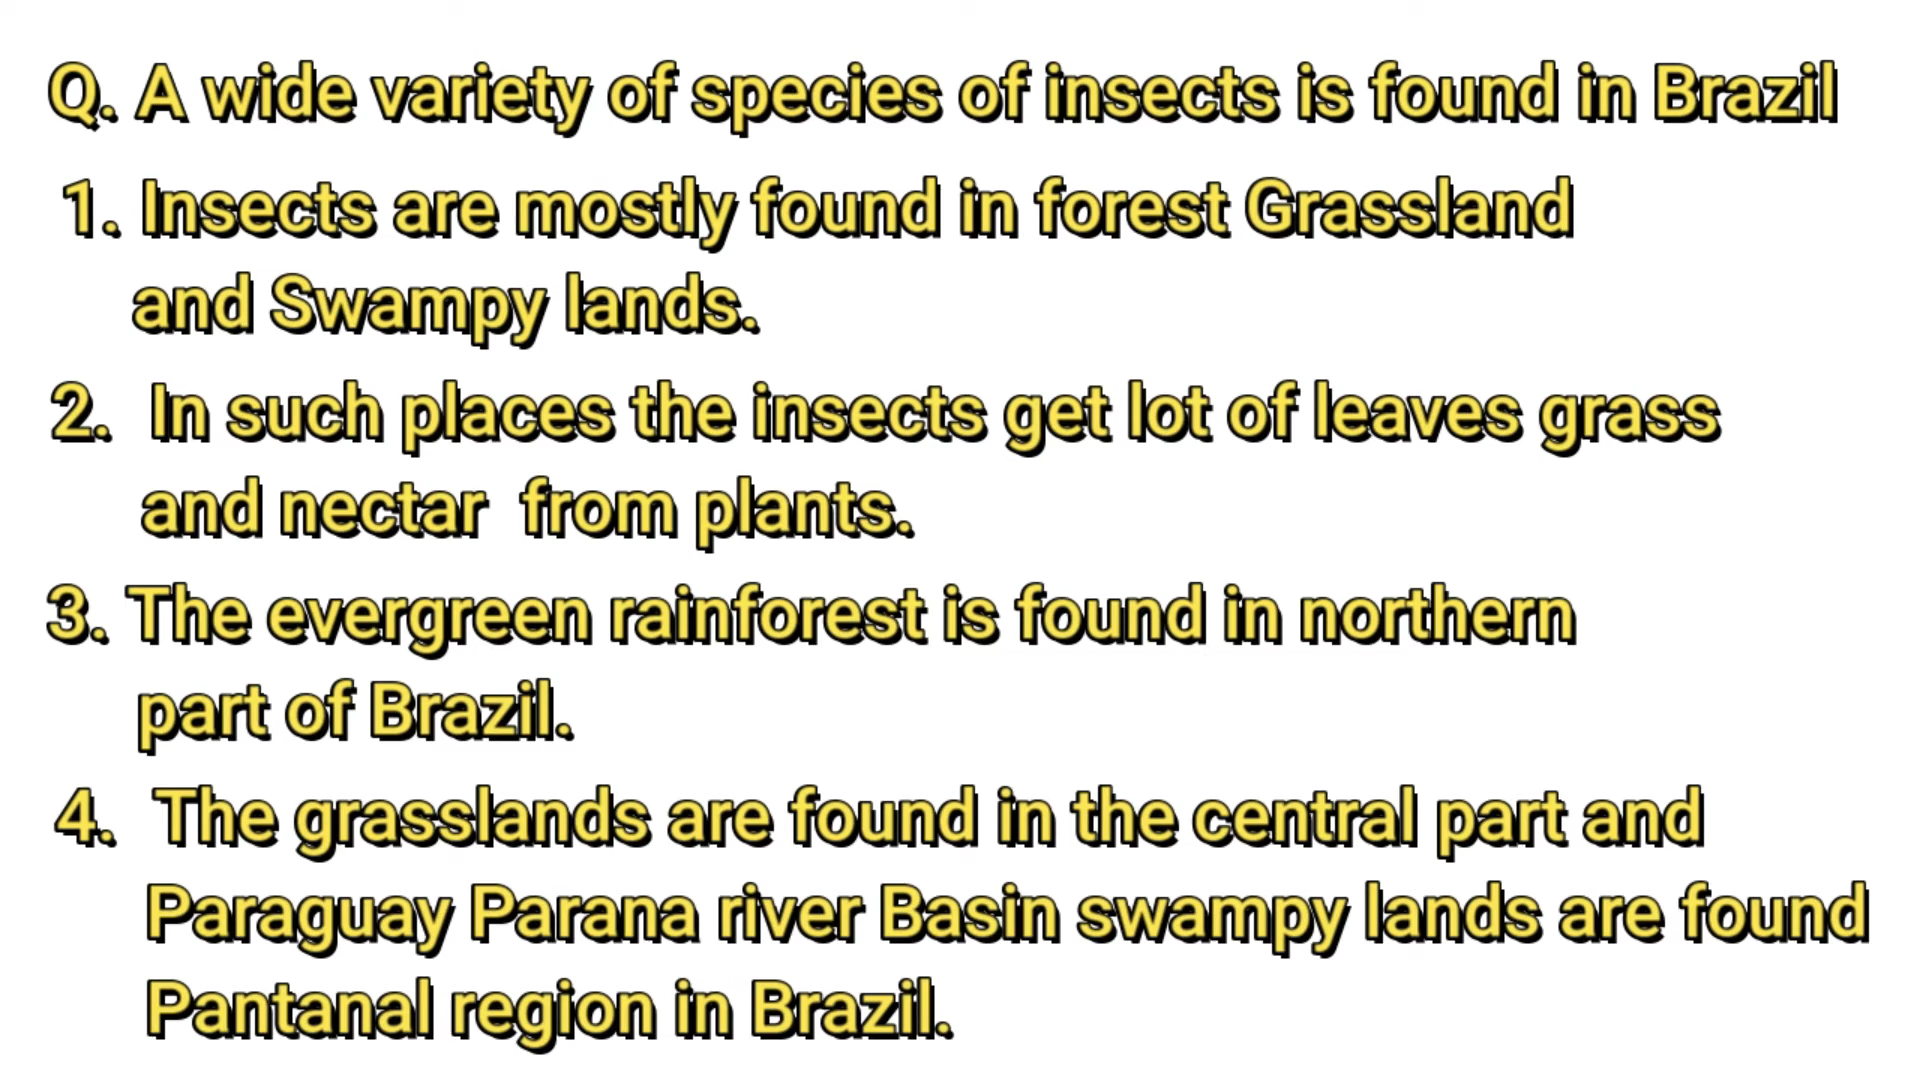 Q. A wide variety of species of insects is found in Brazil
1. Insects are mostly found in forest Grassland
and Swampy lands.
2. In such places the insects get lot of leaves grass
and nectar from plants.
3. The evergreen rainforest is found in northern
part of Brazil.
4. The grasslands are found in the central part and
Paraguay Parana river Basin swampy lands are found
Pantanal region in Brazil.